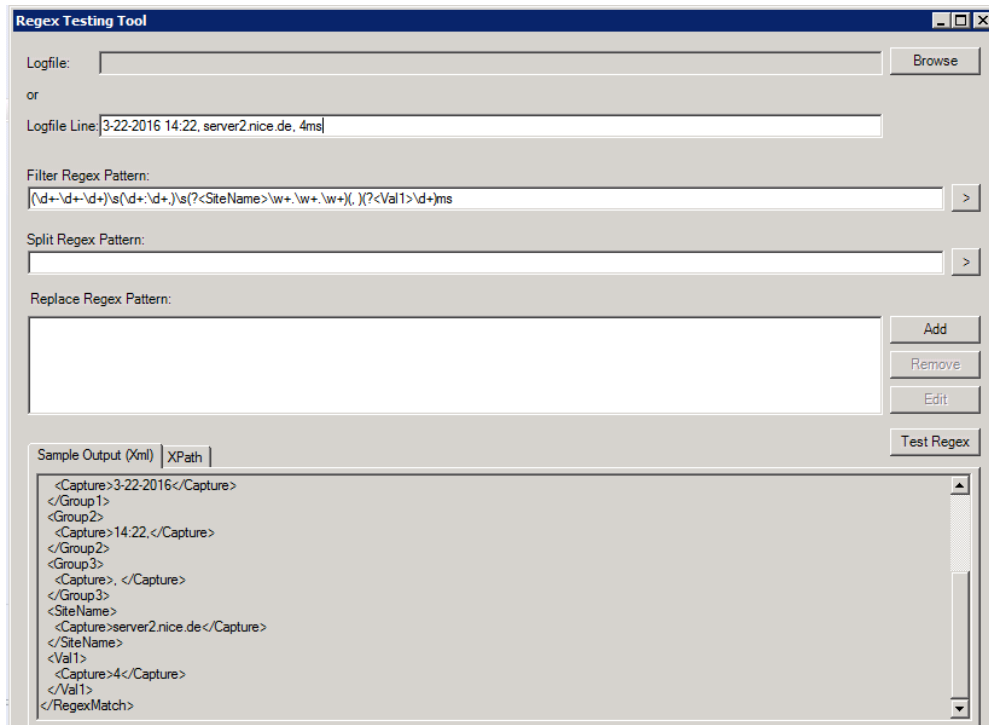 Regex Testing Tool
Logfile:
Browse
or
Logfile Line: 3-22-2016 14:22, server2.nice.de, 4ms
Filter Regex Pattern:
(\d+-\d+-\d+)\s(\d+:\d+,)\s(?<SiteName>\w+.\w+.\w+)(, )(?<Val1>\d+)ms
>
Split Regex Pattern:
>
Replace Regex Pattern:
Add
Remove
Edit
Test Regex
Sample Output (Xml) XPath
<Capture>3-22-2016</Capture>
</Group1>
<Group2>
<Capture>14:22,</Capture>
</Group2>
<Group3>
<Capture>, </Capture>
</Group3>
<SiteName>
<Capture>server2.nice.de</Capture>
</SiteName>
<Val1>
<Capture>4</Capture>
</Val1>
</RegexMatch>